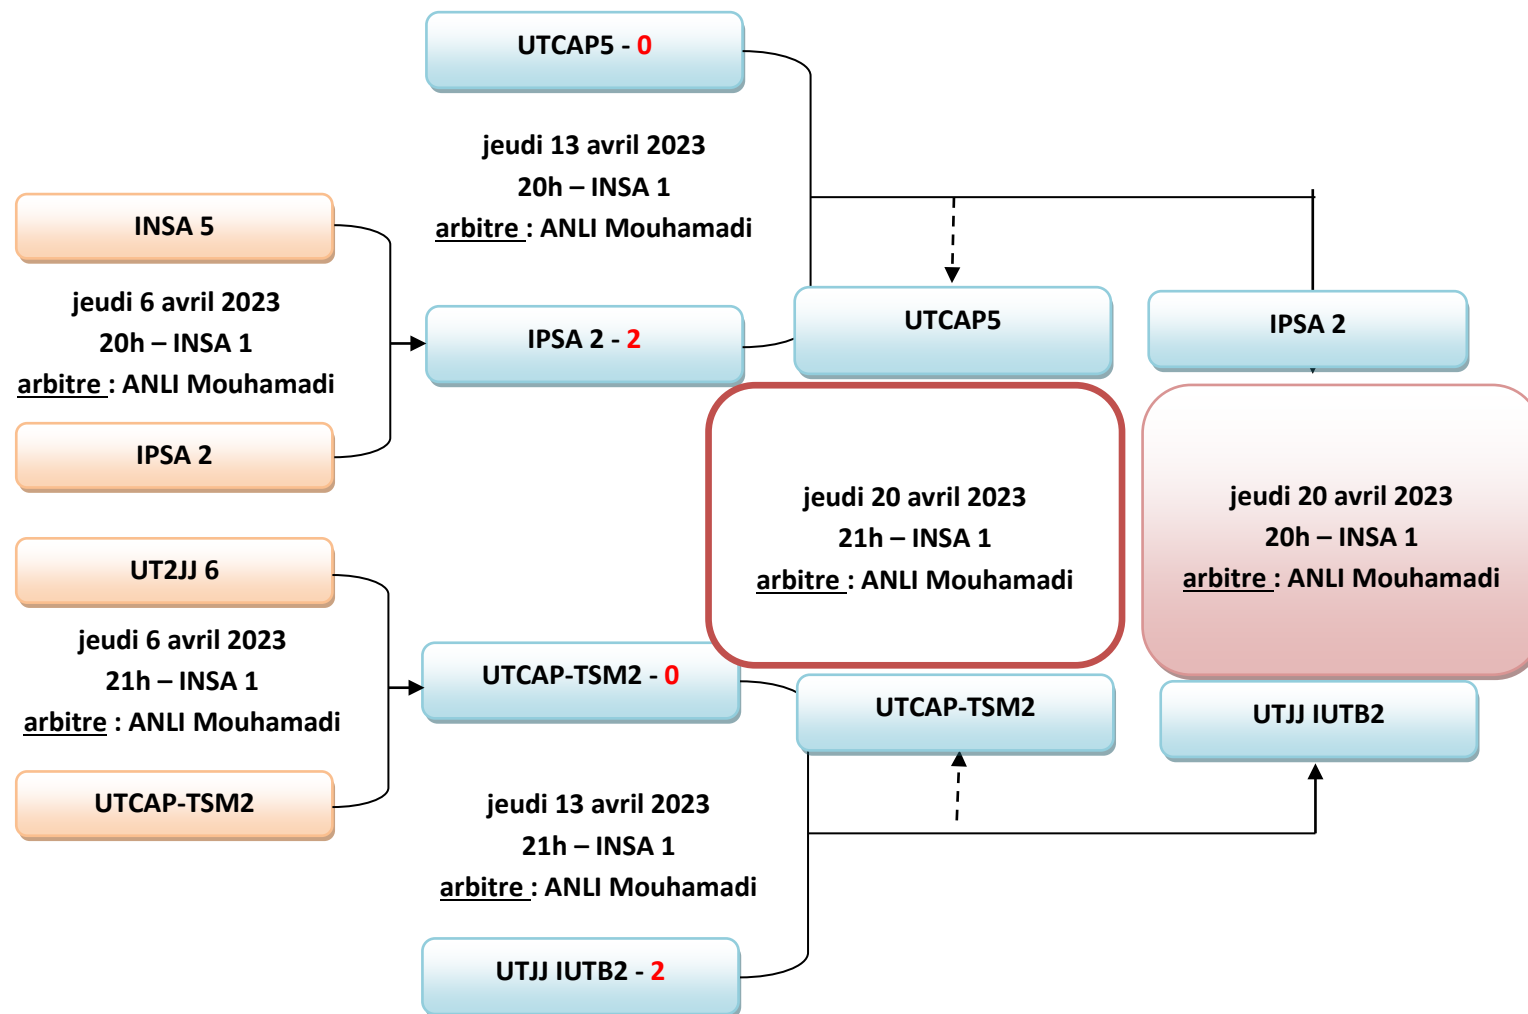 UTCAP5 - 0
jeudi 13 avril 2023
20h – INSA 1
arbitre : ANLI Mouhamadi
INSA 5
jeudi 6 avril 2023
20h – INSA 1
arbitre : ANLI Mouhamadi
IPSA 2
IPSA 2 - 2
UTCAP5
IPSA 2
jeudi 20 avril 2023
21h – INSA 1
arbitre : ANLI Mouhamadi
jeudi 20 avril 2023
20h – INSA 1
arbitre : ANLI Mouhamadi
UT2JJ 6
jeudi 6 avril 2023
21h – INSA 1
arbitre : ANLI Mouhamadi
UTCAP-TSM2
UTCAP-TSM2 - 0
UTCAP-TSM2
UTJJ IUTB2
jeudi 13 avril 2023
21h – INSA 1
arbitre : ANLI Mouhamadi
UTJJ IUTB2 - 2